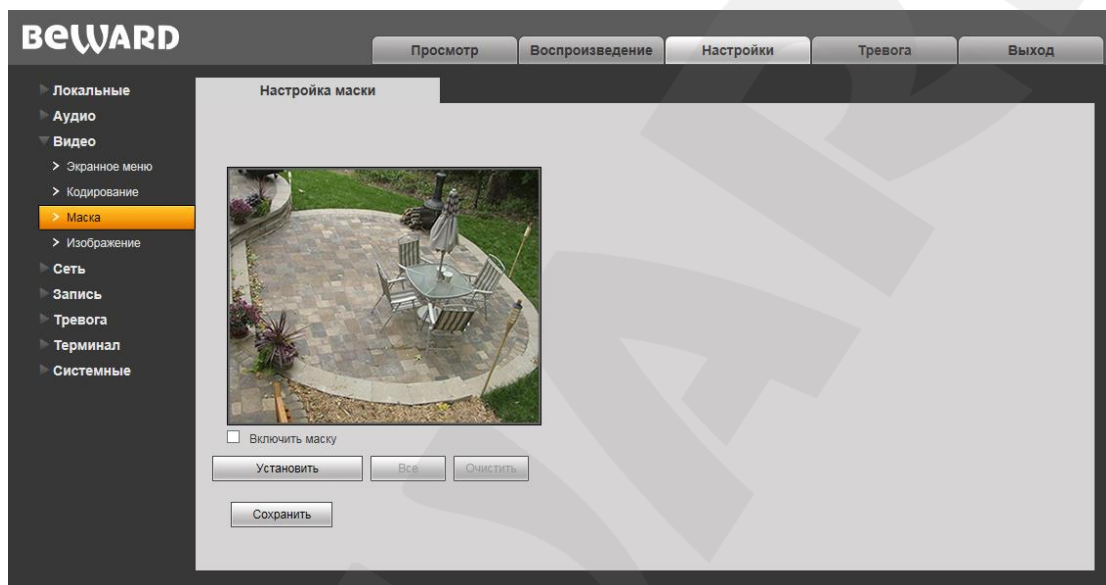 BEWARD
Просмотр
Воспроизведение
Настройки
Тревога
Выход
Локальные
Аудио
Видео
> Экранное меню
> Кодирование
> Маска
> Изображение
Сеть
Запись
Тревога
Терминал
Системные
Настройка маски
Включить маску
Установить
Все
Очистить
Сохранить